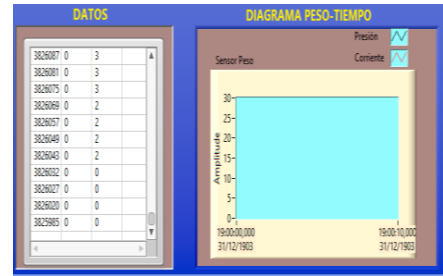 DATOS
3826087 0 3
3826081 0 3
3826075 0 3
3826069 0 2
3826057 0 2
3826049 0 2
3826043 0 2
3826032 0 0
3826027 0 0
3826020 0 0
3825985 0 0
DIAGRAMA PESO-TIEMPO
Presión
Sensor Peso
Corriente
Amplitude
30
25
20
15
10
5
0
19:00:00,000
31/12/1903
19:00:10,000
31/12/1903